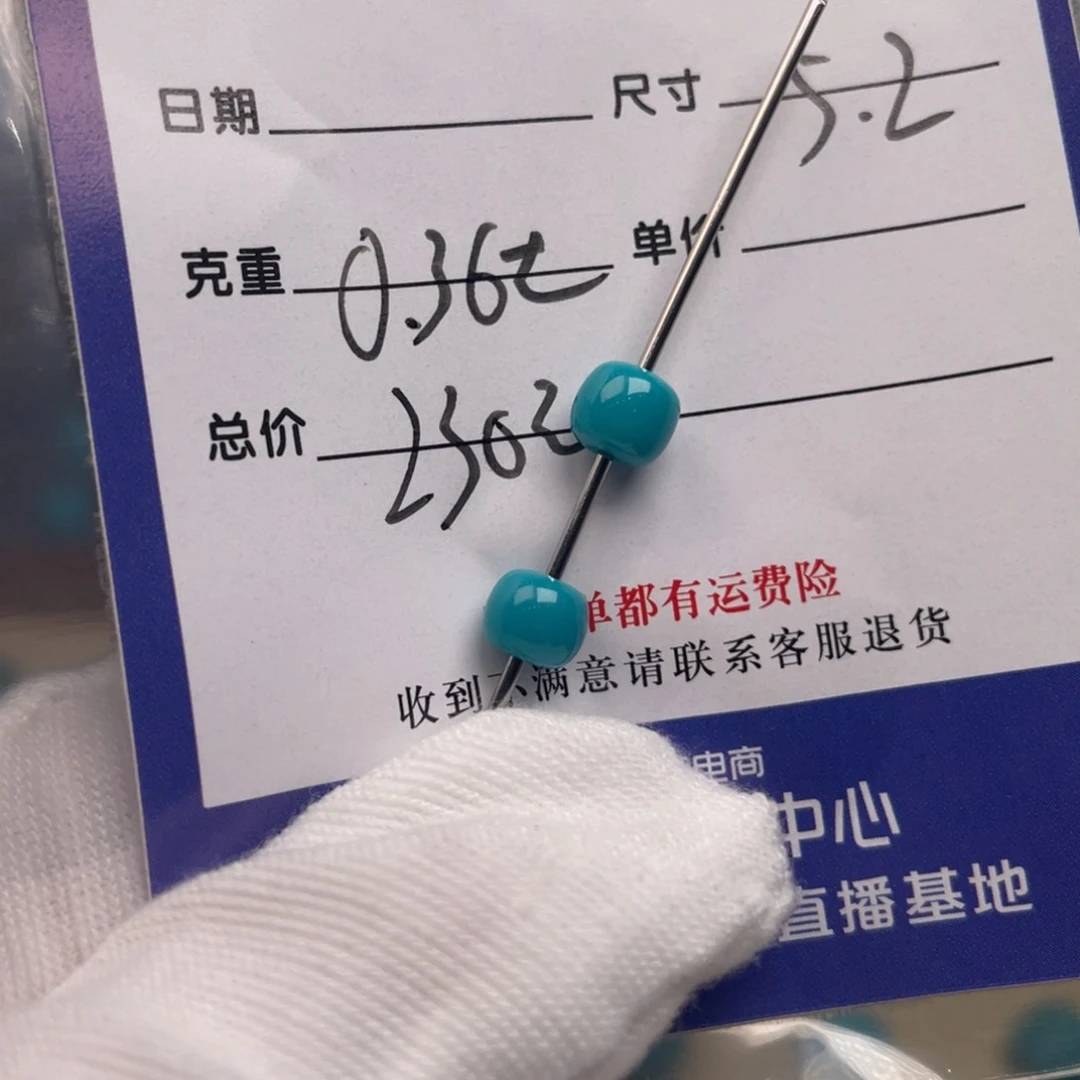 日期 尺寸 5.2
克重 0.36 单价
总价
单都有运费险
收到不满意请联系客服退货
电商
中心
直播基地